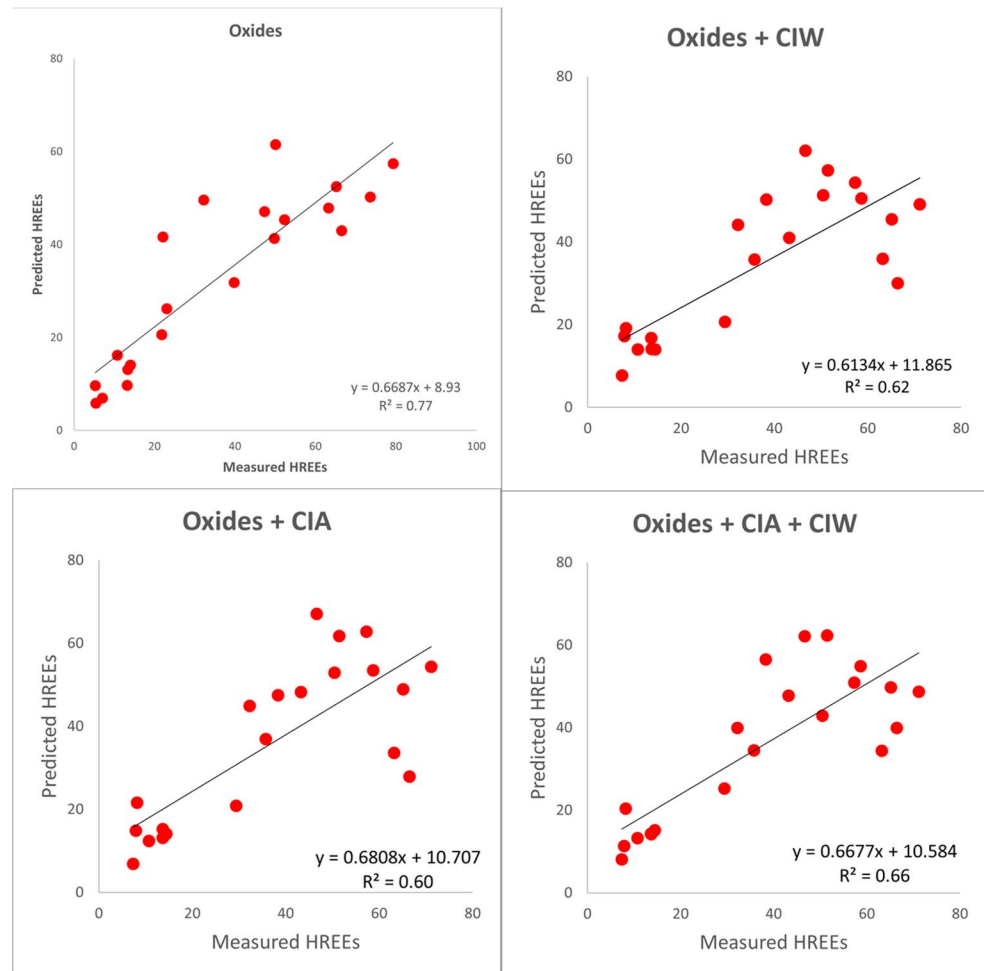 Oxides
80
60
40
20
0
0 20 40 60 80 100
Predicted HREEs
Measured HREEs
y = 0.6687x + 8.93
R² = 0.77
Oxides + CIW
80
60
40
20
0
0 20 40 60 80
Predicted HREEs
Measured HREEs
y = 0.6134x + 11.865
R² = 0.62
Oxides + CIA
80
60
40
20
0
0 20 40 60 80
Predicted HREEs
Measured HREEs
y = 0.6808x + 10.707
R² = 0.60
Oxides + CIA + CIW
80
60
40
20
0
0 20 40 60 80
Predicted HREEs
Measured HREEs
y = 0.6677x + 10.584
R² = 0.66